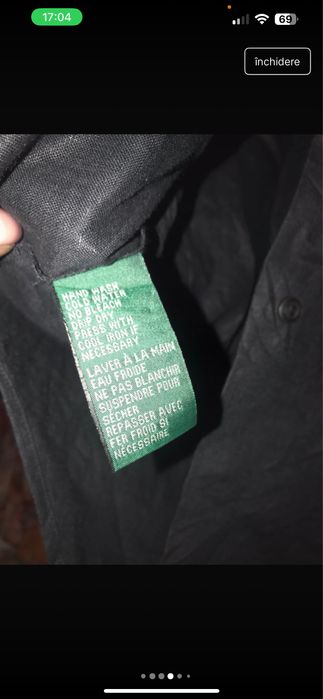 17:04
69
închidere
HAND WASH
COLD WATER
NO BLEACH
DRIP DRY
PRESS WITH
COOL IRON IF
NECESSARY
LAVER À LA MAIN
EAU FROIDE
NE PAS BLANCHIR
SUSPENDRE POUR
SÉCHER
REPASSER AVEC
FER FROID SI
NÉCESSAIRE